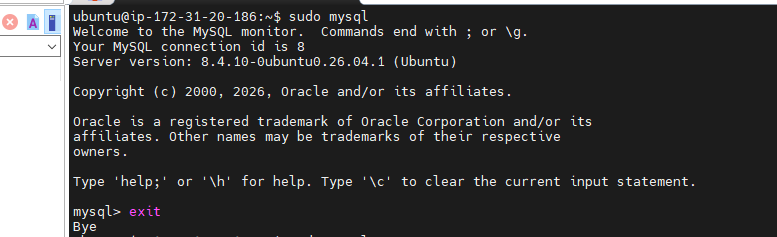 ubuntu@ip-172-31-20-186:~$ sudo mysql
Welcome to the MySQL monitor.  Commands end with ; or \g.
Your MySQL connection id is 8
Server version: 8.4.10-0ubuntu0.26.04.1 (Ubuntu)
Copyright (c) 2000, 2026, Oracle and/or its affiliates.
Oracle is a registered trademark of Oracle Corporation and/or its
affiliates. Other names may be trademarks of their respective
owners.
Type 'help;' or '\h' for help. Type '\c' to clear the current input statement.
mysql> exit
Bye